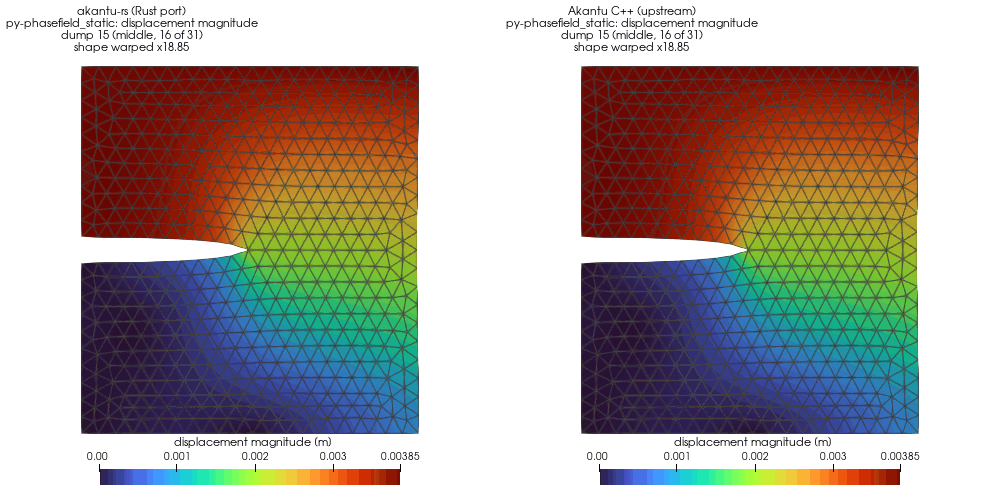 akantu-rs (Rust port)
py-phasefield_static: displacement magnitude
dump 15 (middle, 16 of 31)
shape warped x18.85
Akantu C++ (upstream)
py-phasefield_static: displacement magnitude
dump 15 (middle, 16 of 31)
shape warped x18.85
displacement magnitude [m]
0.00 0.001 0.002 0.003 0.00385
displacement magnitude [m]
0.00 0.001 0.002 0.003 0.00385